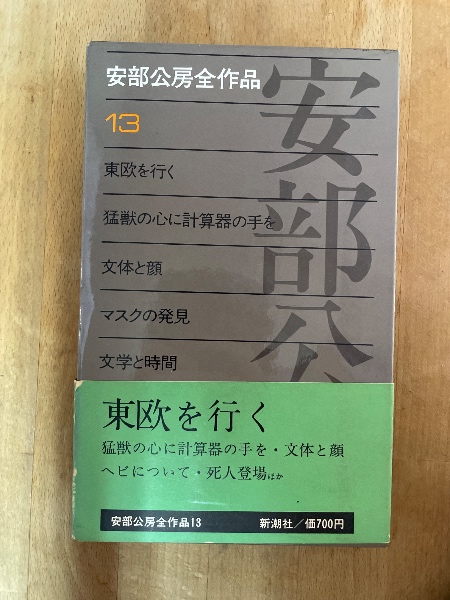 安部公房全作品
13
東欧を行く
猛獣の心に計算器の手を
文体と顔
マスクの発見
文学と時間
安部公
東欧を行く
猛獣の心に計算器の手を・文体と顔
ヘビについて・死人登場ほか
安部公房全作品13
新潮社/価700円